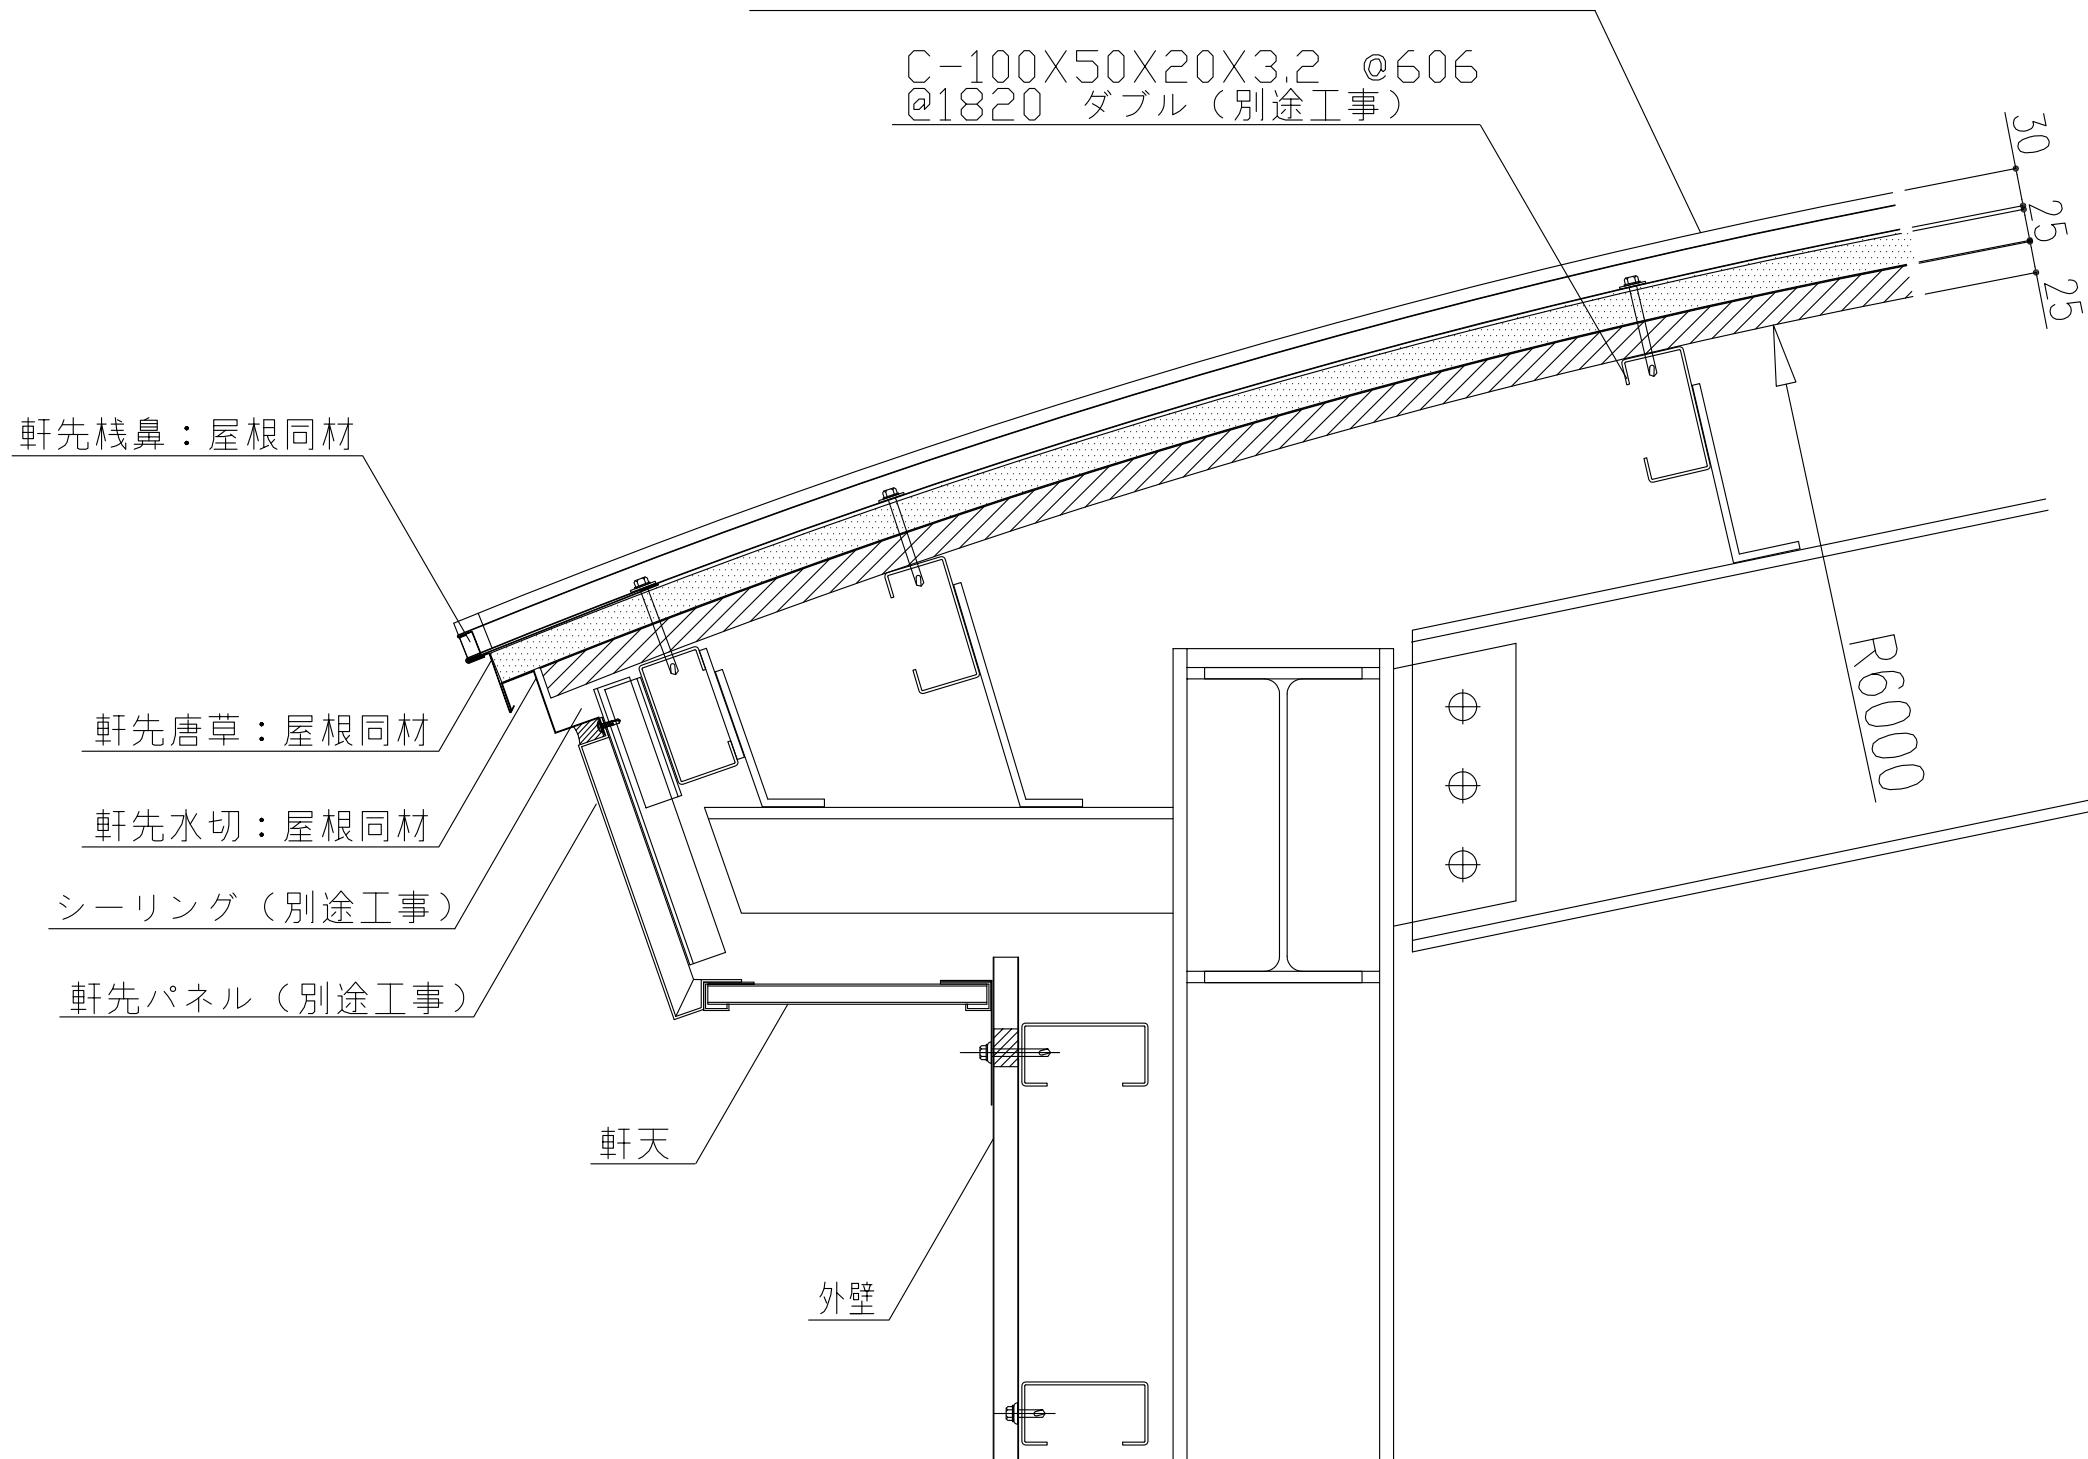 C-100X50X20X3.2 @606
@1820 ダブル（別途工事）
30
25
25
軒先桟鼻：屋根同材
R6000
軒先唐草：屋根同材
軒先水切：屋根同材
シーリング（別途工事）
軒先パネル（別途工事）
軒天
外壁